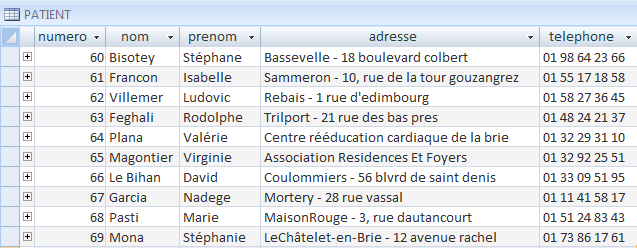 PATIENT
numero nom prenom adresse telephone
60 Bisotey Stéphane Bassevelle - 18 boulevard colbert 01 98 64 23 66
61 Francon Isabelle Sammeron - 10, rue de la tour gouzangrez 01 55 17 18 58
62 Villemer Ludovic Rebais - 1 rue d'edimbourg 01 58 27 36 45
63 Feghali Rodolphe Trilport - 21 rue des bas pres 01 48 24 21 37
64 Plana Valérie Centre rééducation cardiaque de la brie 01 32 29 31 10
65 Magontier Virginie Association Residences Et Foyers 01 32 92 25 51
66 Le Bihan David Coulommiers - 56 blvrd de saint denis 01 33 09 51 95
67 Garcia Nadege Mortery - 28 rue vassal 01 11 41 58 17
68 Pasti Marie MaisonRouge - 3, rue dautancourt 01 51 24 83 43
69 Mona Stéphanie LeChâtelet-en-Brie - 12 avenue rachel 01 73 86 17 61